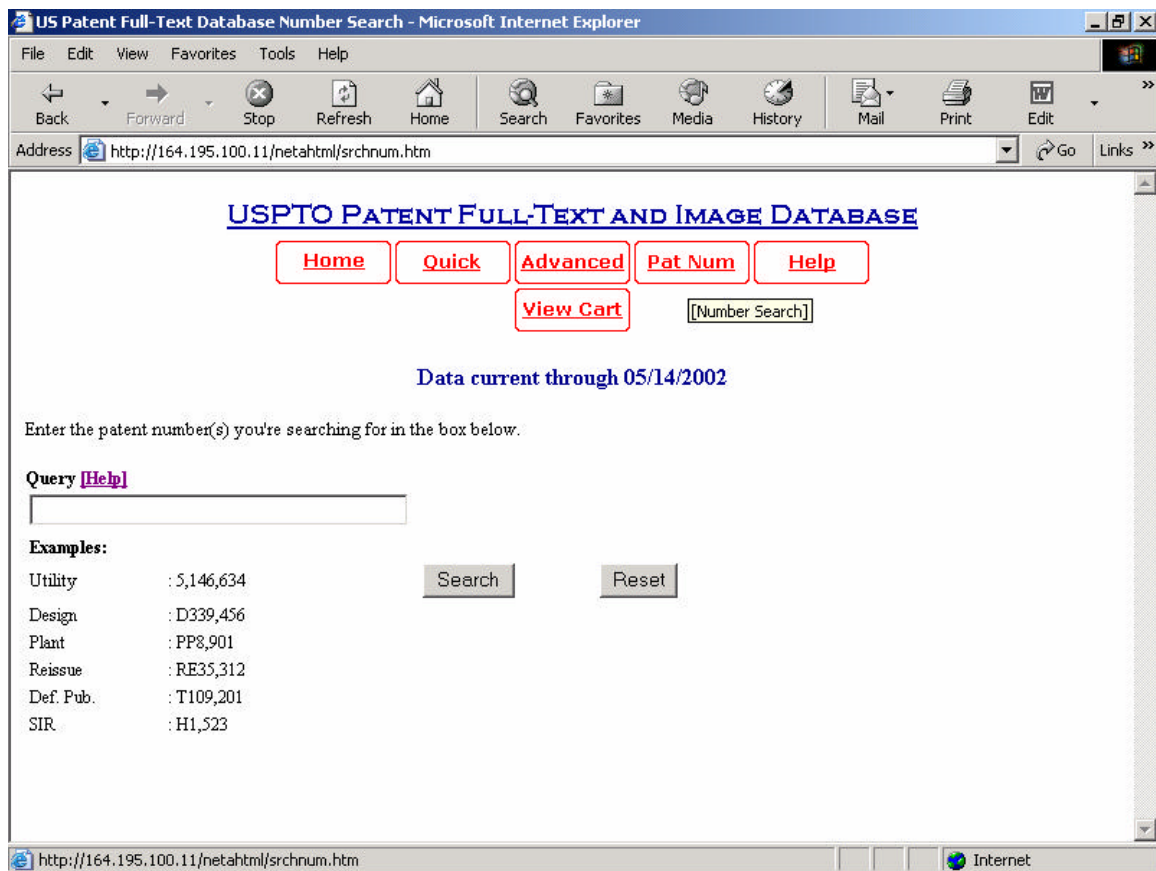 US Patent Full-Text Database Number Search - Microsoft Internet Explorer
File Edit View Favorites Tools Help
Back Forward Stop Refresh Home Search Favorites Media History Mail Print Edit »
Address http://164.195.100.11/netahtml/srchnum.htm Go Links »
USPTO PATENT FULL-TEXT AND IMAGE DATABASE
Home Quick Advanced Pat Num Help
View Cart [Number Search]
Data current through 05/14/2002
Enter the patent number(s) you're searching for in the box below.
Query [Help]
Examples:
Utility : 5,146,634 Search Reset
Design : D339,456
Plant : PP8,901
Reissue : RE35,312
Def. Pub. : T109,201
SIR : H1,523
http://164.195.100.11/netahtml/srchnum.htm Internet